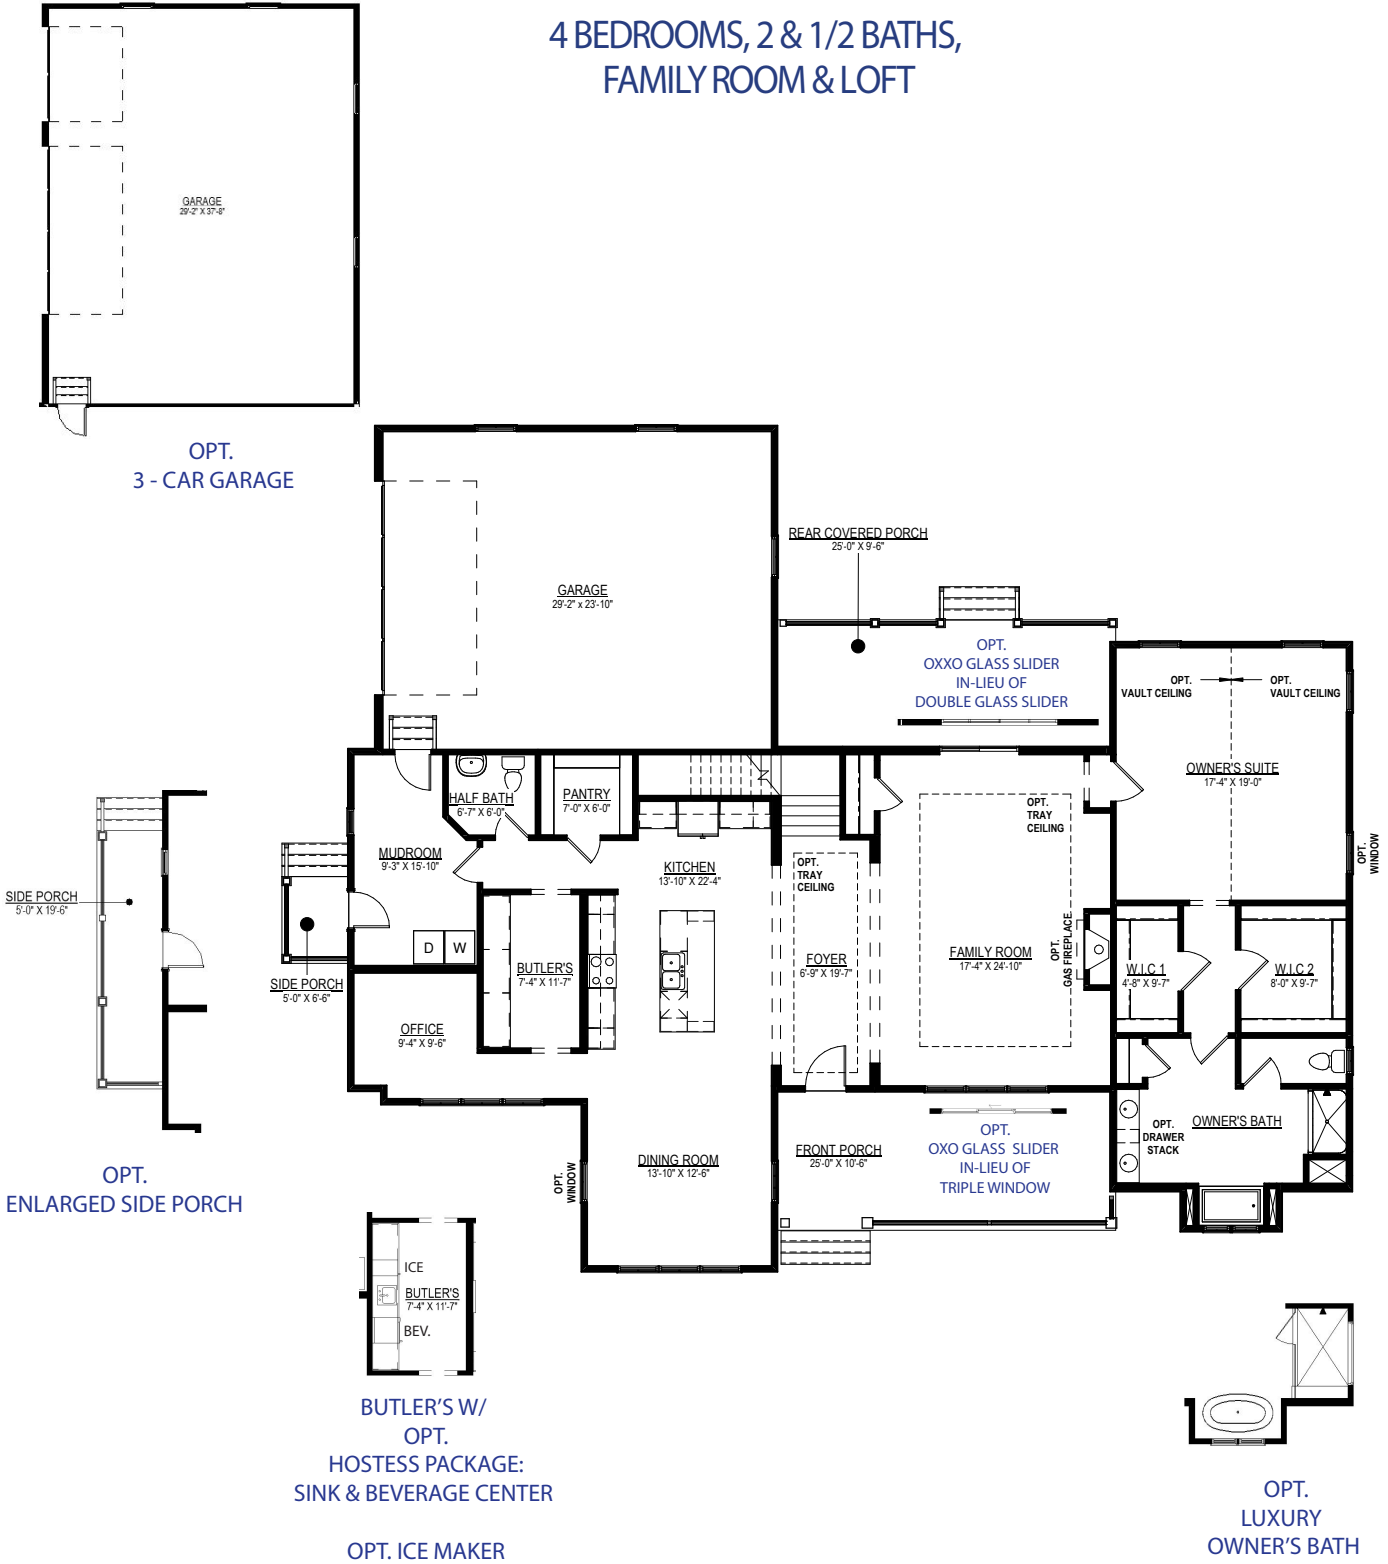 4 BEDROOMS, 2 & 1/2 BATHS,
FAMILY ROOM & LOFT
GARAGE
29'-2" X 37'-8"
OPT.
3 - CAR GARAGE
REAR COVERED PORCH
25'-0" X 9'-6"
GARAGE
29'-2" x 23'-10"
OPT.
OXXO GLASS SLIDER
IN-LIEU OF
DOUBLE GLASS SLIDER
OPT.
VAULT CEILING
OPT.
VAULT CEILING
OWNER'S SUITE
17'-4" X 19'-0"
OPT.
WINDOW
HALF BATH
6'-7" X 6'-0"
PANTRY
7'-0" X 6'-0"
OPT.
TRAY
CEILING
MUDROOM
9'-3" X 15'-10"
KITCHEN
13'-10" X 22'-4"
OPT.
TRAY
CEILING
SIDE PORCH
5'-0" X 19'-6"
D
W
FOYER
6'-9" X 19'-7"
FAMILY ROOM
17'-4" X 24'-10"
OPT.
GAS FIREPLACE
W.I.C 1
4'-8" X 9'-7"
W.I.C 2
8'-0" X 9'-7"
SIDE PORCH
5'-0" X 6'-6"
BUTLER'S
7'-4" X 11'-7"
OFFICE
9'-4" X 9'-6"
OWNER'S BATH
OPT.
DRAWER
STACK
OPT.
ENLARGED SIDE PORCH
OPT.
WINDOW
DINING ROOM
13'-10" X 12'-6"
FRONT PORCH
25'-0" X 10'-6"
OPT.
OXO GLASS SLIDER
IN-LIEU OF
TRIPLE WINDOW
ICE
BUTLER'S
7'-4" X 11'-7"
BEV.
BUTLER'S W/
OPT.
HOSTESS PACKAGE:
SINK & BEVERAGE CENTER
OPT. ICE MAKER
OPT.
LUXURY
OWNER'S BATH